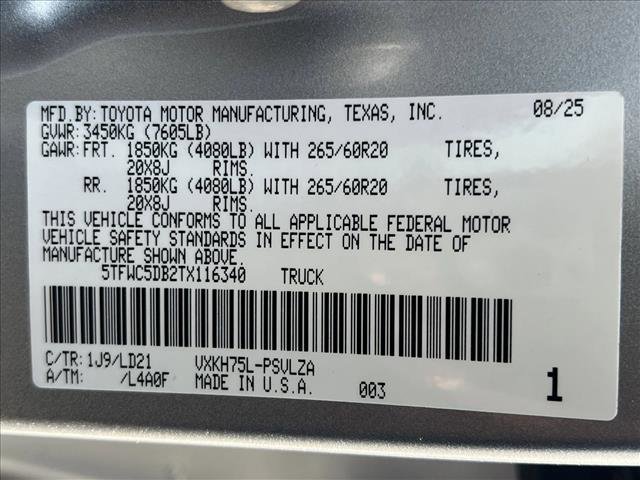 MFD.BY:TOYOTA MOTOR MANUFACTURING, TEXAS, INC. 08/25
GVWR:3450KG (7605LB)
GAWR:FRT. 1850KG (4080LB) WITH 265/60R20 TIRES,
20X8J RIMS.
RR. 1850KG (4080LB) WITH 265/60R20 TIRES,
20X8J RIMS.
THIS VEHICLE CONFORMS TO ALL APPLICABLE FEDERAL MOTOR
VEHICLE SAFETY STANDARDS IN EFFECT ON THE DATE OF
MANUFACTURE SHOWN ABOVE.
5TFWC5DB2TX116340 TRUCK
C/TR:1J9/LD21 VXKH75L-PSVLZA
A/TM: /L4A0F MADE IN U.S.A. 003 1